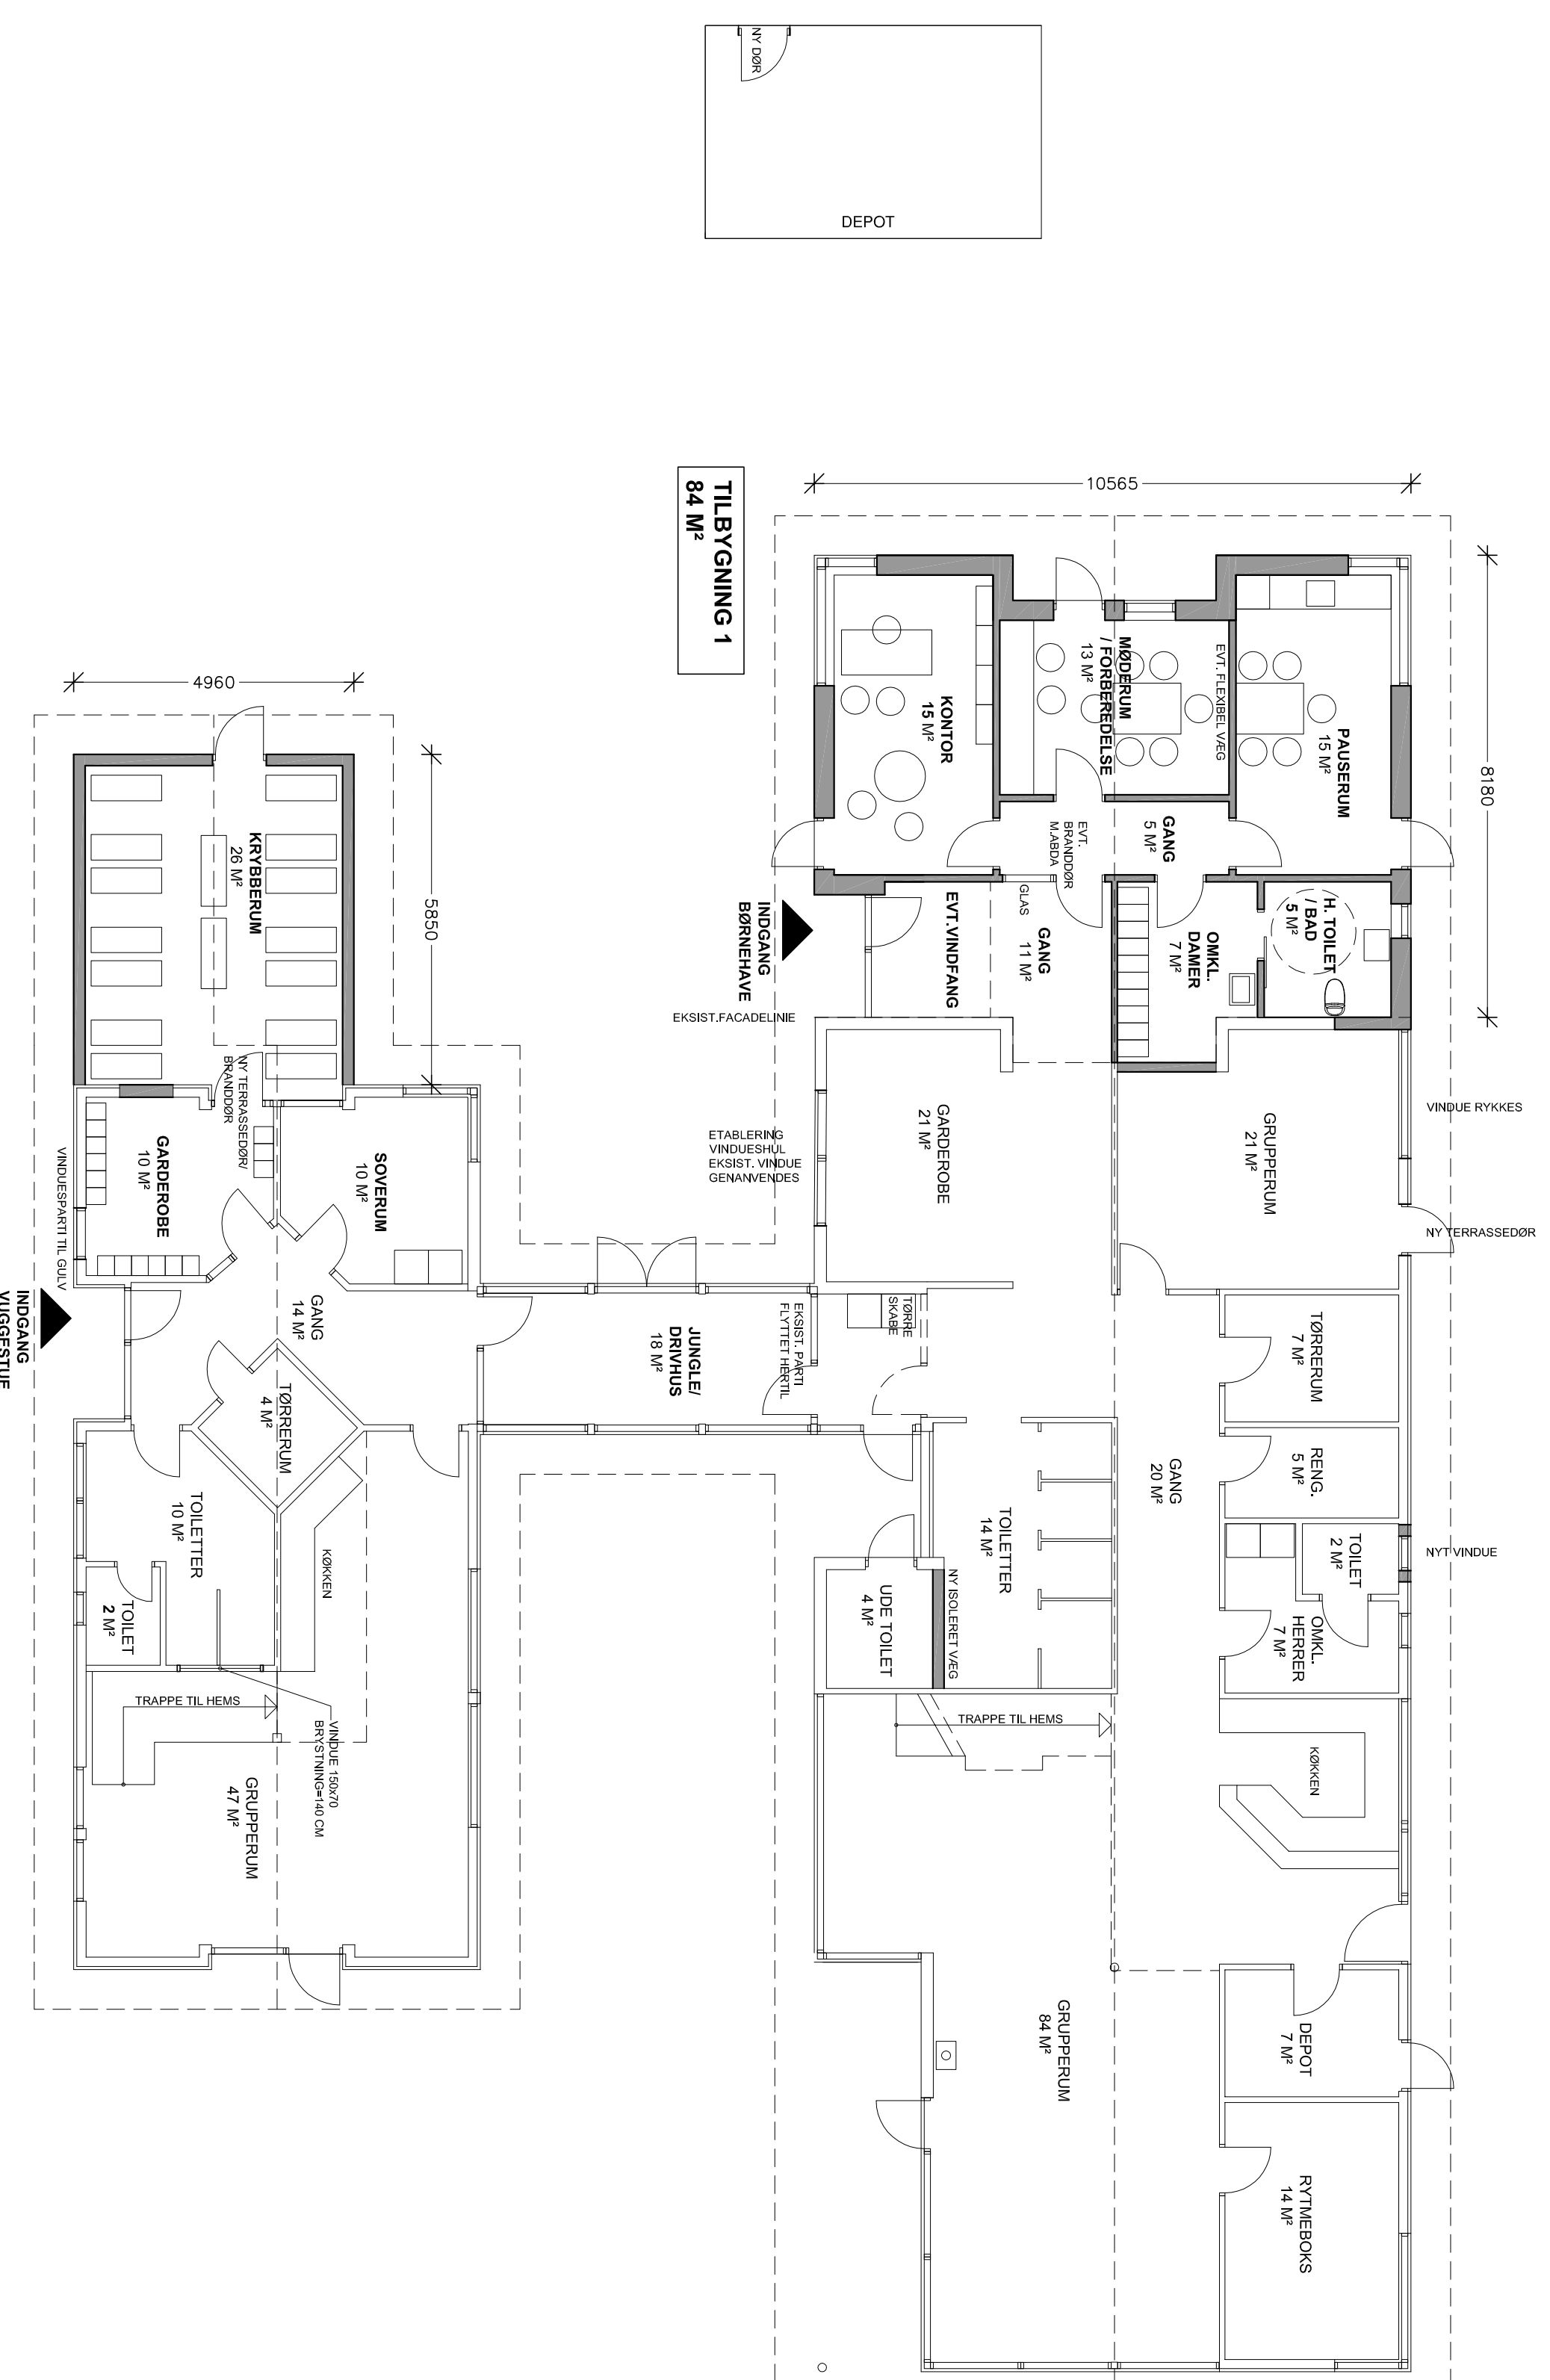 NY DØR
DEPOT
10565
8180
TILBYGNING 1
84 M²
KONTOR
15 M²
MØDERUM
/ FORBEREDELSE
13 M²
EVT. FLEXIBEL VÆG
PAUSERUM
15 M²
GANG
5 M²
EVT.
BRANDDØR
M.ABDA
GLAS
INDGANG
BØRNEHAVE
EVT.VINDFANG
GANG
11 M²
OMKL.
DAMER
7 M²
H. TOILET
/ BAD
5 M²
EKSIST.FACADELINIE
VINDUE RYKKES
NY TERRASSEDØR
ETABLERING
VINDUESHUL
EKSIST. VINDUE
GENANVENDES
GARDEROBE
21 M²
GRUPPERUM
21 M²
4960
5850
KRYBBERUM
26 M²
NY TERRASSEDØR/
BRANDDØR
VINDUESPARTI TIL GULV
GARDEROBE
10 M²
SOVERUM
10 M²
INDGANG
VUGGESTUE
GANG
14 M²
JUNGLE/
DRIVHUS
18 M²
EKSIST. PARTI
FLYTTET HERTIL
TØRRE
SKABE
TØRRERUM
4 M²
TØRRERUM
7 M²
RENG.
5 M²
GANG
20 M²
TOILET
2 M²
NYT VINDUE
OMKL.
HERRER
7 M²
TOILETTER
14 M²
NY ISOLERET VÆG
UDE TOILET
4 M²
TOILETTER
10 M²
KØKKEN
TOILET
2 M²
TRAPPE TIL HEMS
VINDUE 150x70
BRYSTNING=140 CM
GRUPPERUM
47 M²
TRAPPE TIL HEMS
KØKKEN
GRUPPERUM
84 M²
DEPOT
7 M²
RYTMEBOKS
14 M²